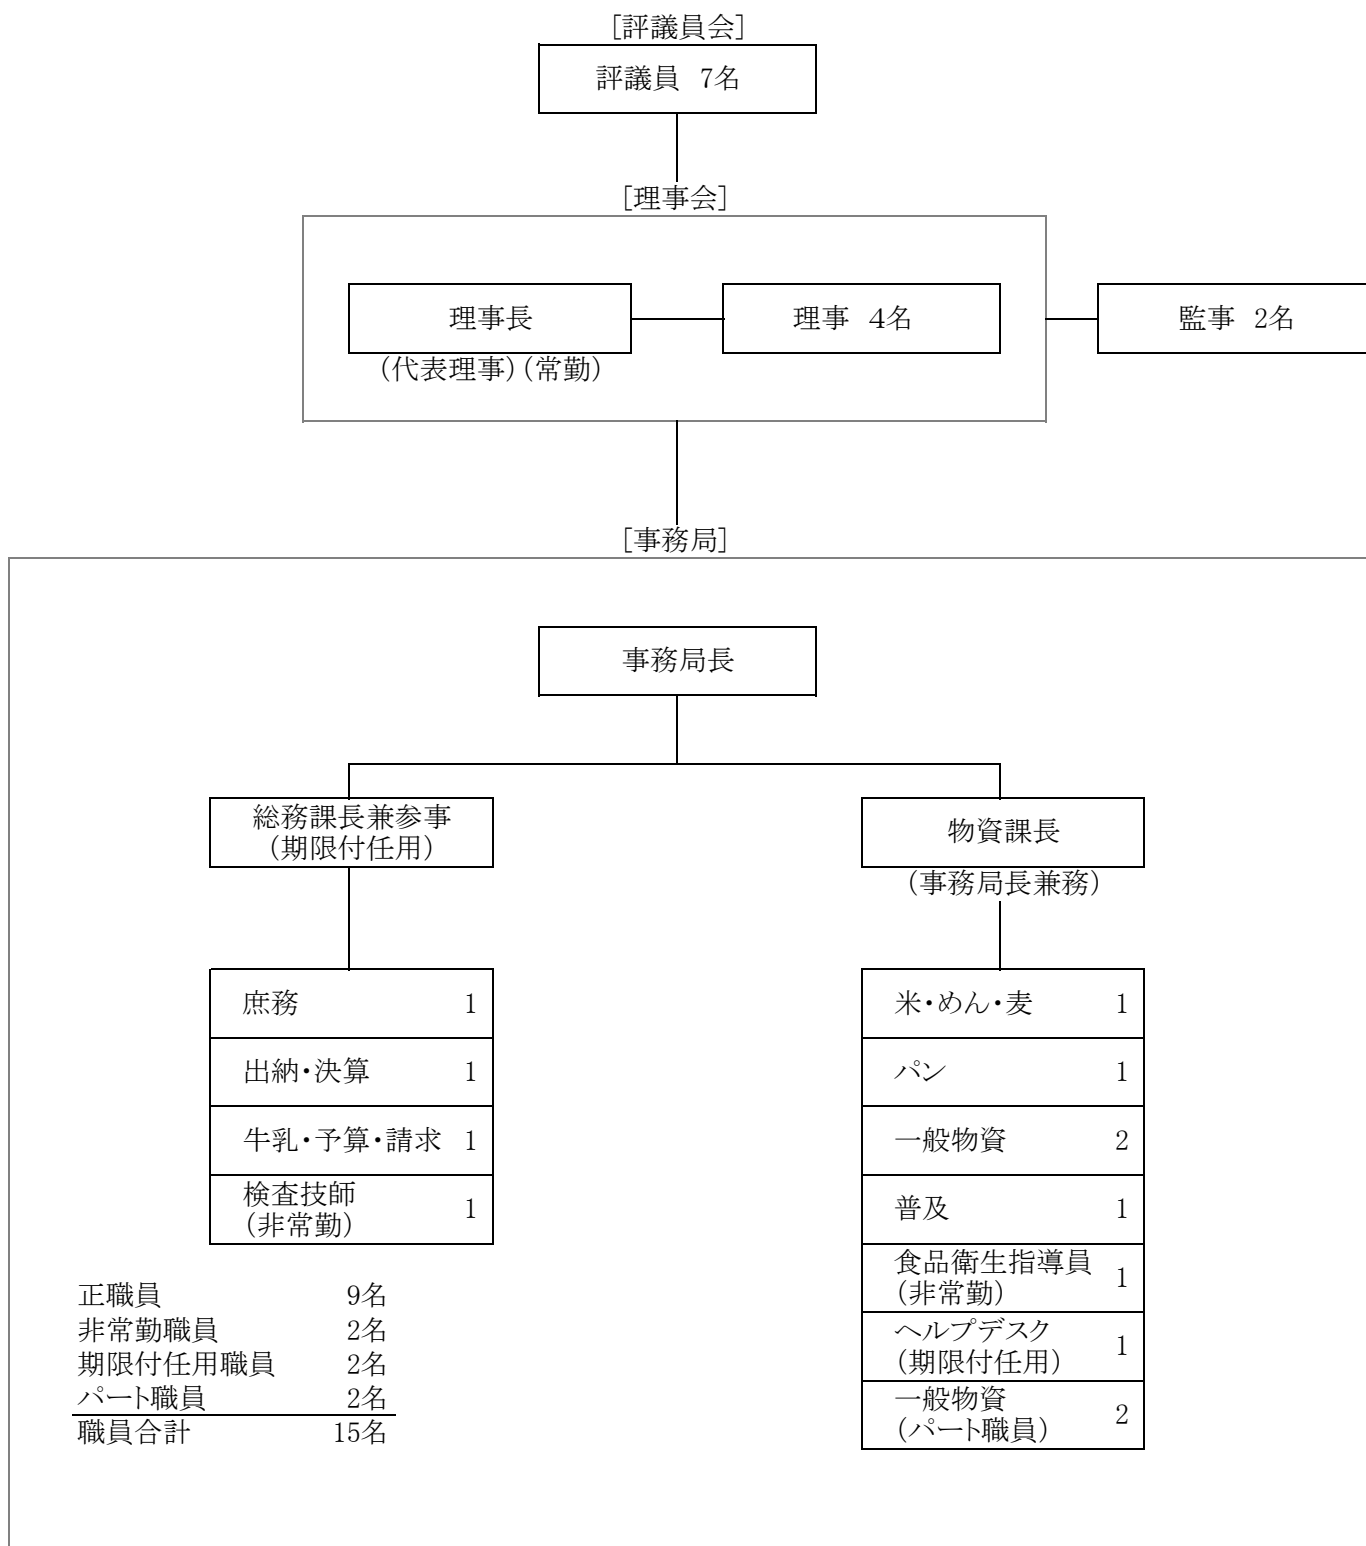 [評議員会]
評議員 7名
[理事会]
理事長
理事 4名
監事 2名
(代表理事)(常勤)
[事務局]
事務局長
総務課長兼参事
(期限付任用)
物資課長
(事務局長兼務)
庶務 1
出納・決算 1
牛乳・予算・請求 1
検査技師
(非常勤) 1
米・めん・麦 1
パン 1
一般物資 2
普及 1
食品衛生指導員
(非常勤) 1
ヘルプデスク
(期限付任用) 1
一般物資
(パート職員) 2
正職員 9名
非常勤職員 2名
期限付任用職員 2名
パート職員 2名
職員合計 15名